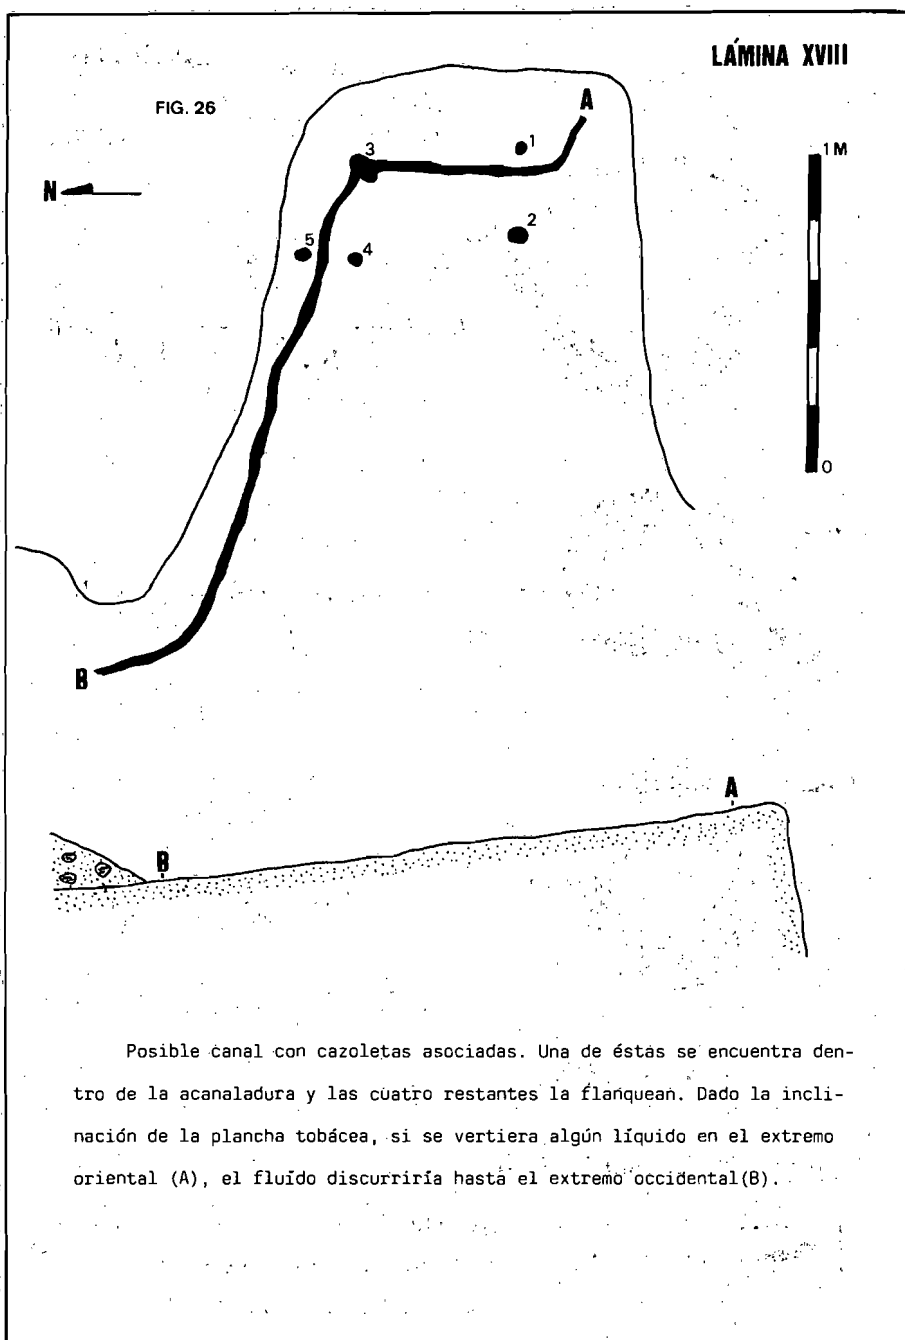 LÁMINA XVIII
FIG. 26
A
1
3
1 M
N
2
5
4
0
B
A
B
Posible canal con cazoletas asociadas. Una de éstas se encuentra den-
tro de la acanaladura y las cuatro restantes la flanquean. Dado la incli-
nación de la plancha tobácea, si se vertiera algún líquido en el extremo
oriental (A), el fluído discurriría hasta el extremo occidental(B).